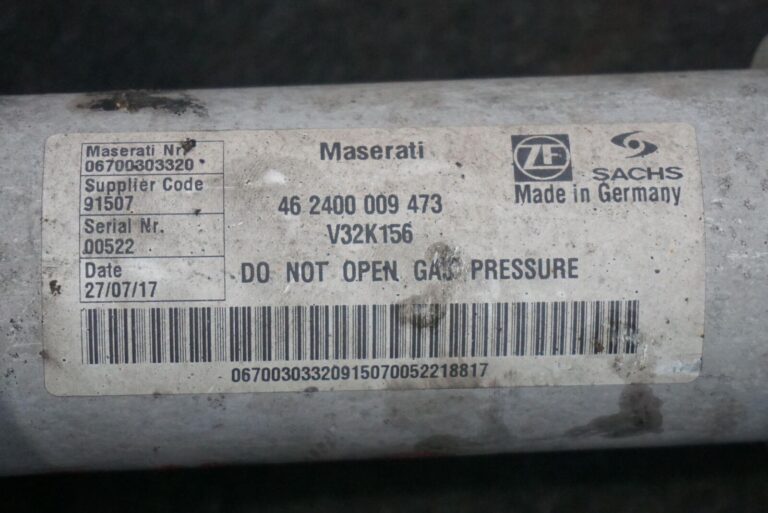 Maserati Nr.
06700303320
Supplier Code
91507
Serial Nr.
00522
Date
27/07/17
Maserati
46 2400 009 473
V32K156
DO NOT OPEN GAS PRESSURE
ZF
SACHS
Made in Germany
06700303320915070052218817